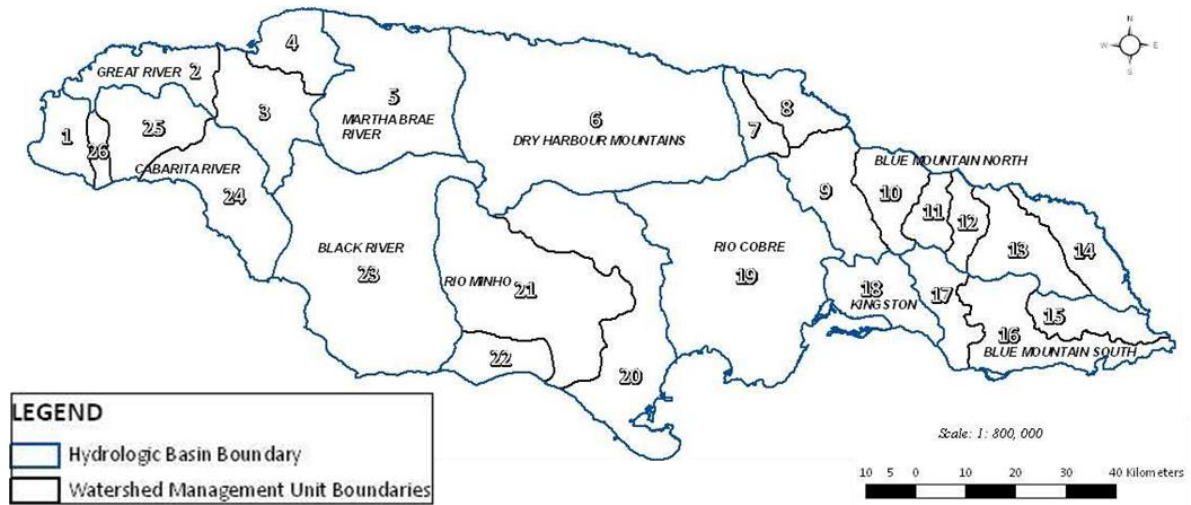 N
W E
S
4
GREAT RIVER 2
3
5
MARTHA BRAE
RIVER
6
DRY HARBOUR MOUNTAINS
8
7
1
26
25
CABARITA RIVER
24
BLUE MOUNTAIN NORTH
9
10
11
12
13
14
BLACK RIVER
23
RIO MINHO 21
RIO COBRE
19
18
KINGSTON
17
16
15
BLUE MOUNTAIN SOUTH
22
20
LEGEND
Hydrologic Basin Boundary
Watershed Management Unit Boundaries
Scale: 1: 800, 000
10 5 0 10 20 30 40 Kilometers